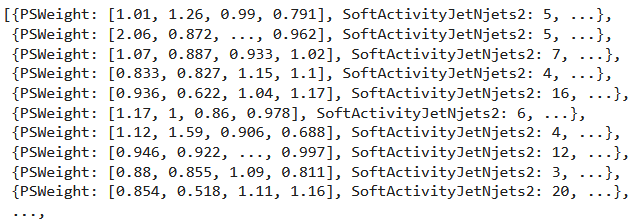 [{PSWeight: [1.01, 1.26, 0.99, 0.791], SoftActivityJetNjets2: 5, ...},
{PSWeight: [2.06, 0.872, ..., 0.962], SoftActivityJetNjets2: 5, ...},
{PSWeight: [1.07, 0.887, 0.933, 1.02], SoftActivityJetNjets2: 7, ...},
{PSWeight: [0.833, 0.827, 1.15, 1.1], SoftActivityJetNjets2: 4, ...},
{PSWeight: [0.936, 0.622, 1.04, 1.17], SoftActivityJetNjets2: 16, ...},
{PSWeight: [1.17, 1, 0.86, 0.978], SoftActivityJetNjets2: 6, ...},
{PSWeight: [1.12, 1.59, 0.906, 0.688], SoftActivityJetNjets2: 4, ...},
{PSWeight: [0.946, 0.922, ..., 0.997], SoftActivityJetNjets2: 12, ...},
{PSWeight: [0.88, 0.855, 1.09, 0.811], SoftActivityJetNjets2: 3, ...},
{PSWeight: [0.854, 0.518, 1.11, 1.16], SoftActivityJetNjets2: 20, ...},
...,